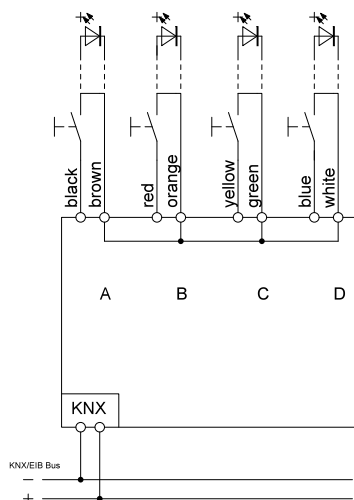 black
brown
red
orange
yellow
green
blue
white
A
B
C
D
KNX
KNX/EIB Bus
−
+